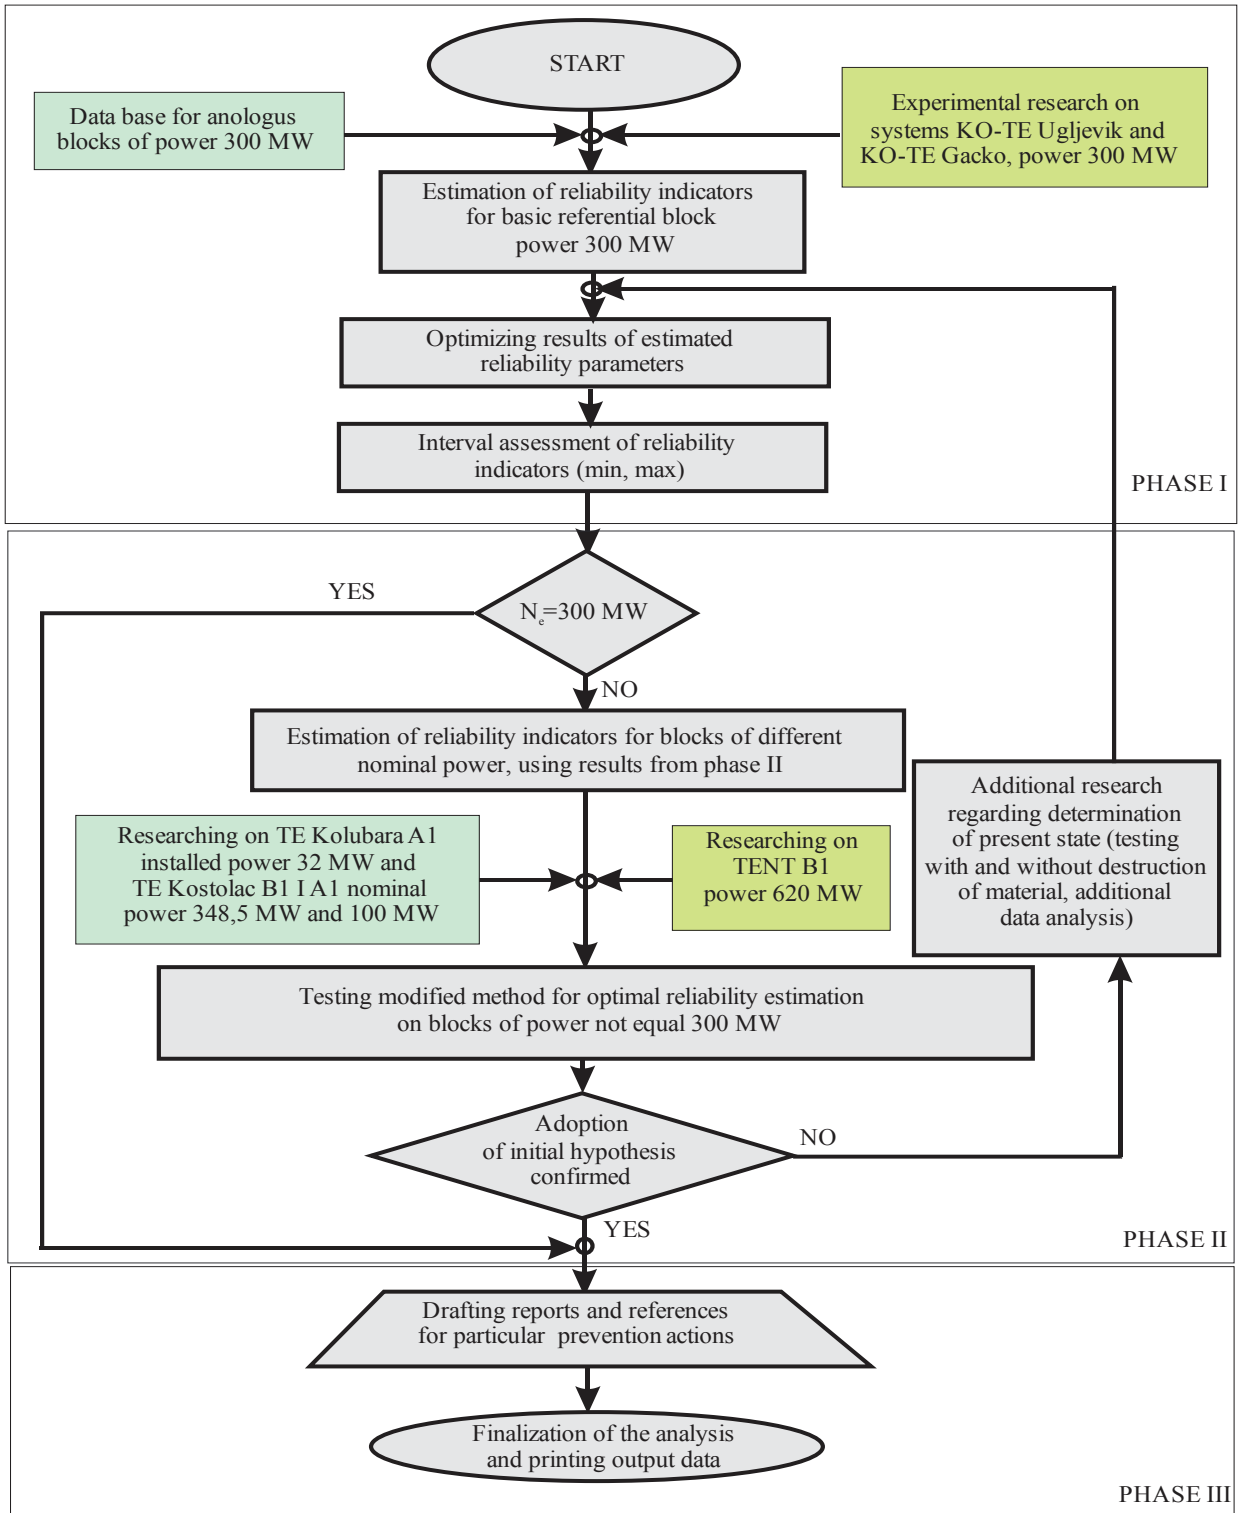 START
Data base for anologus
blocks of power 300 MW
Experimental research on
systems KO-TE Ugljevik and
KO-TE Gacko, power 300 MW
Estimation of reliability indicators
for basic referential block
power 300 MW
Optimizing results of estimated
reliability parameters
Interval assessment of reliability
indicators (min, max)
PHASE I
YES
Ne=300 MW
NO
Estimation of reliability indicators for blocks of different
nominal power, using results from phase II
Researching on TE Kolubara A1
installed power 32 MW and
TE Kostolac B1 I A1 nominal
power 348,5 MW and 100 MW
Researching on
TENT B1
power 620 MW
Additional research
regarding determination
of present state (testing
with and without destruction
of material, additional
data analysis)
Testing modified method for optimal reliability estimation
on blocks of power not equal 300 MW
Adoption
of initial hypothesis
confirmed
NO
YES
PHASE II
Drafting reports and references
for particular prevention actions
Finalization of the analysis
and printing output data
PHASE III